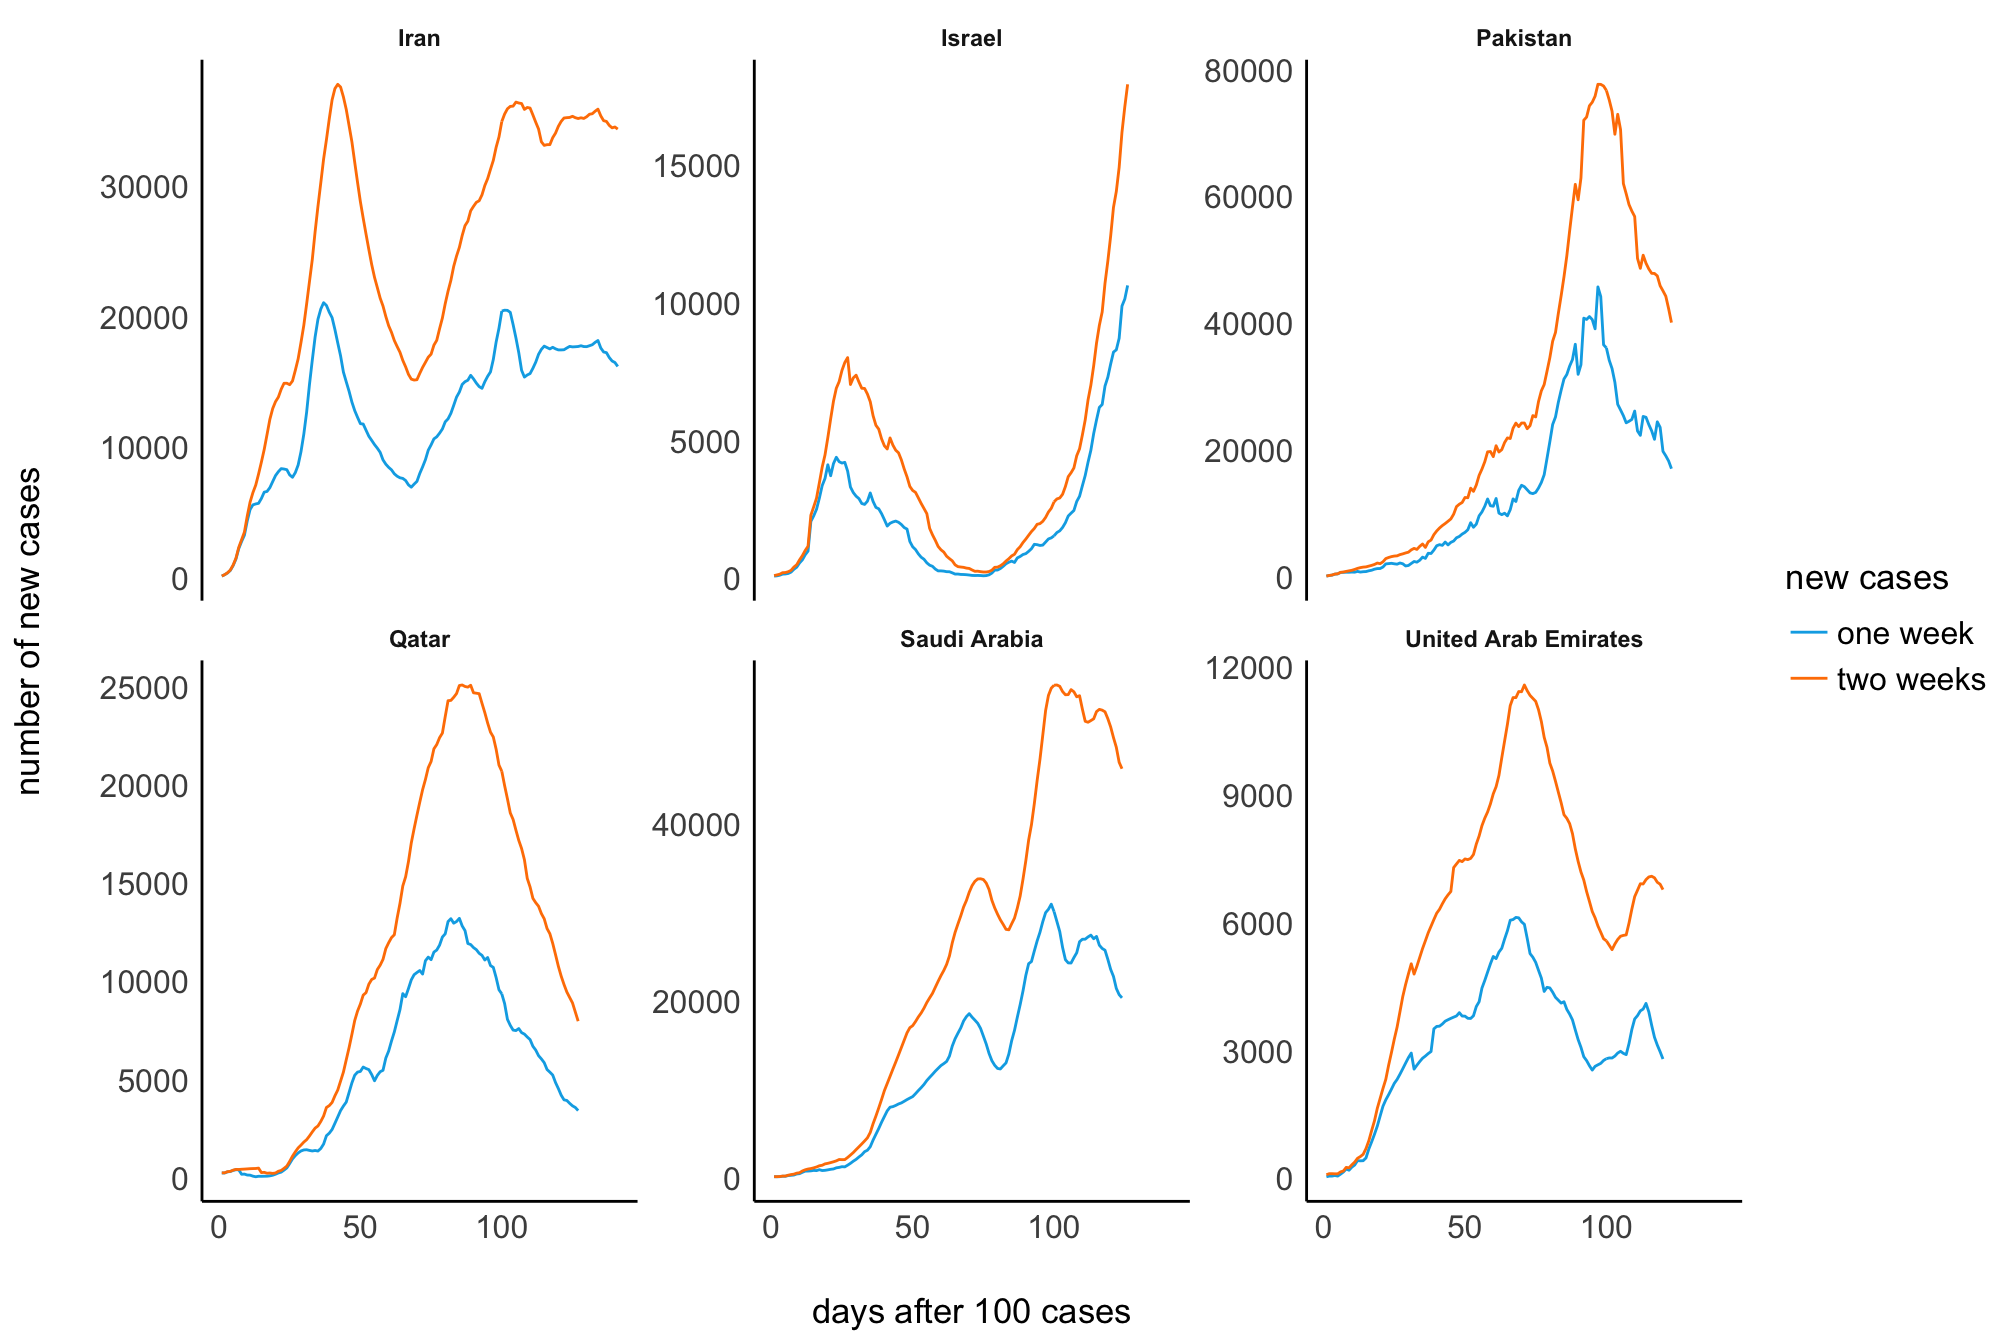 Iran
Israel
Pakistan
30000
20000
10000
0
15000
10000
5000
0
80000
60000
40000
20000
0
number of new cases
Qatar
Saudi Arabia
United Arab Emirates
25000
20000
15000
10000
5000
0
40000
20000
0
12000
9000
6000
3000
0
0 50 100
0 50 100
0 50 100
days after 100 cases
new cases
one week
two weeks